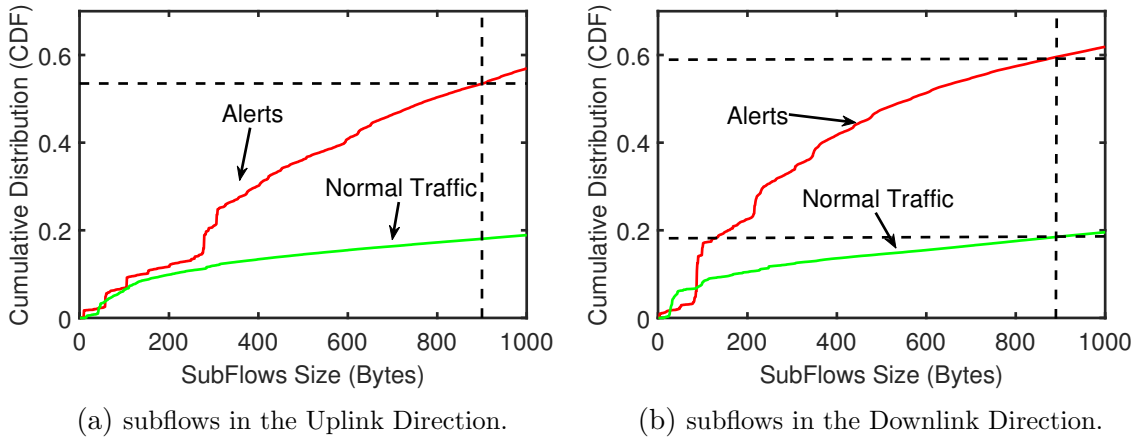 Cumulative Distribution (CDF)
0.6
0.4
0.2
0
Alerts
Normal Traffic
0 200 400 600 800 1000
SubFlows Size (Bytes)
(a) subflows in the Uplink Direction.
Cumulative Distribution (CDF)
0.6
0.4
0.2
0
Alerts
Normal Traffic
0 200 400 600 800 1000
SubFlows Size (Bytes)
(b) subflows in the Downlink Direction.